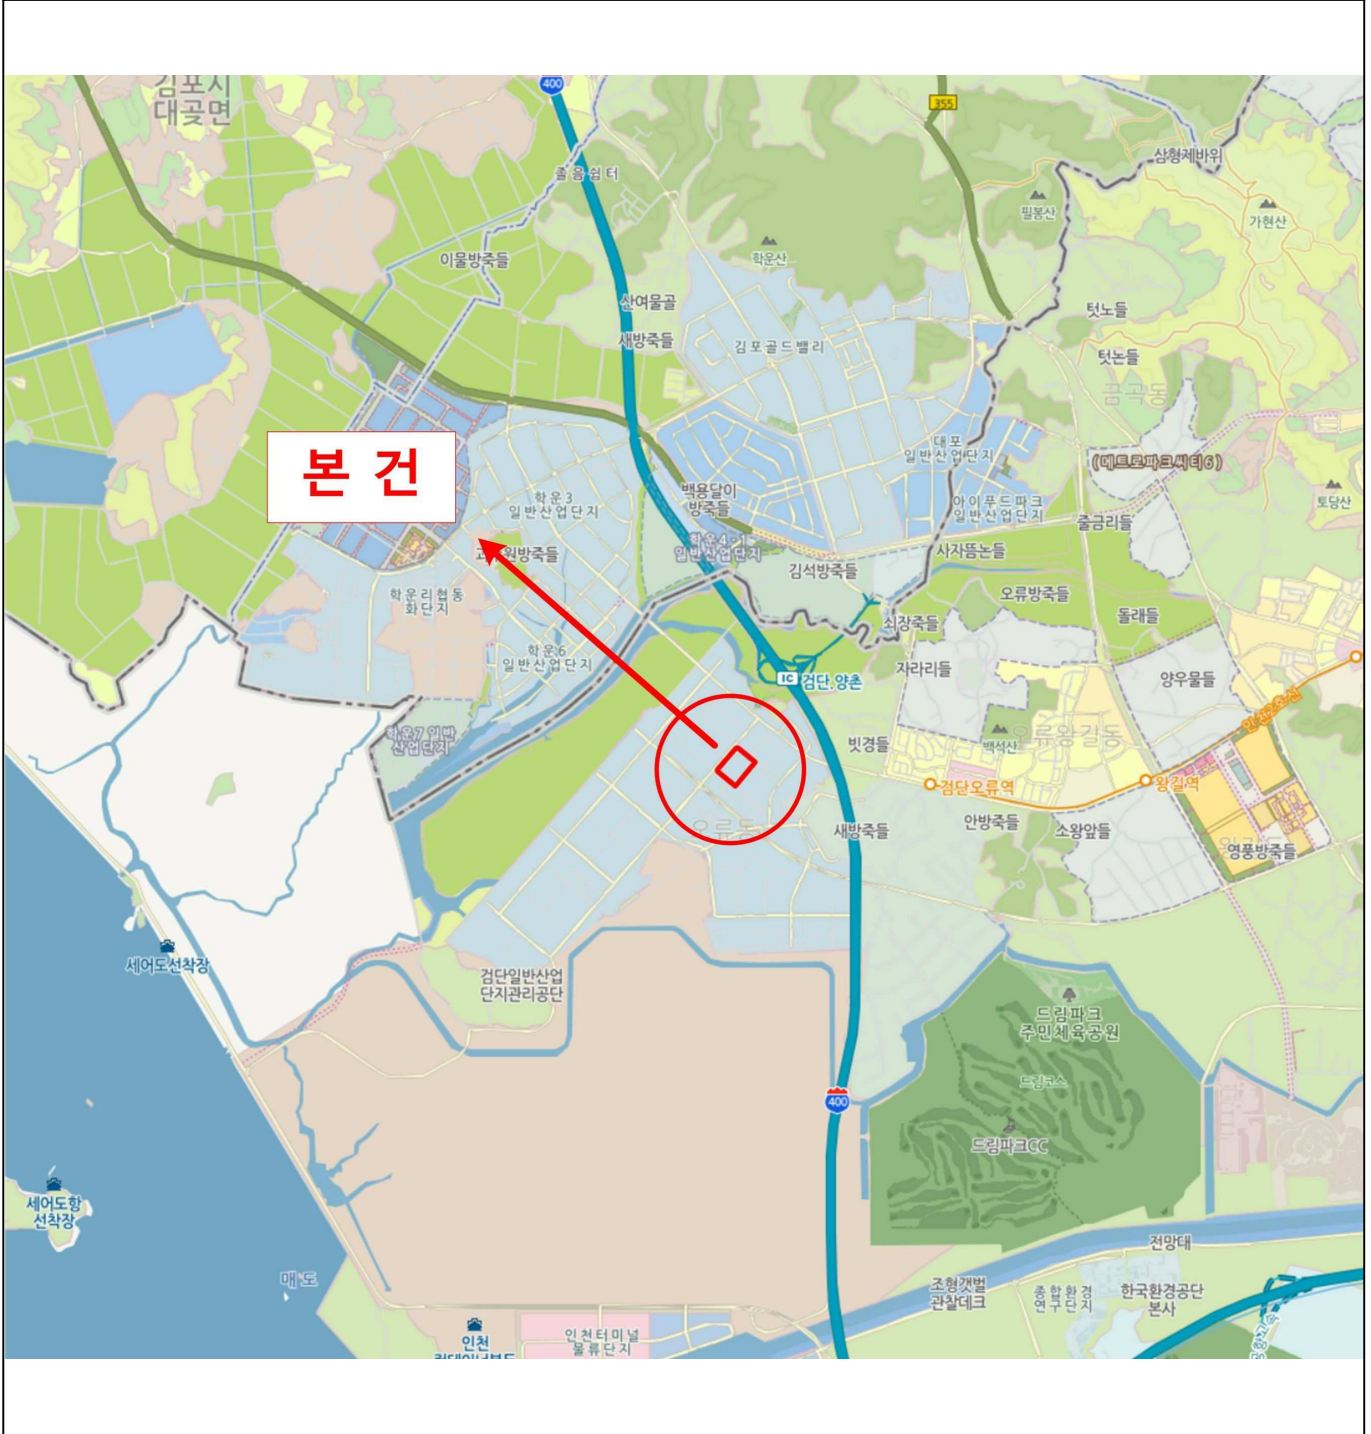 김포시
대곶면
400
355
졸음쉼터
삼형제바위
필봉산
가현산
학운산
이물방죽들
산여물골
새방죽들
텃노들
김포골드밸리
텃논들
금곡동
본 건
대포
일반산업단지
(메트로파크씨티6)
학운3
일반산업단지
백용달이
방죽들
아이푸드파크
일반산업단지
토당산
줄금리들
학운4-1
일반산업단지
사자뜸논들
김석방죽들
학운리협동
화단지
오류방죽들
돌래들
쇠장죽들
학운6
일반산업단지
자라리들
양우물들
IC
검단.양촌
인천2호선
학운7 일반
산업단지
빗경들
백석산
오류왕길동
검단오류역
왕길역
오류동
새방죽들
안방죽들
소왕앞들
영풍방죽들
세어도선착장
검단일반산업
단지관리공단
드림파크
주민체육공원
드림코스
400
드림파크CC
세어도항
선착장
전망대
매도
조형갯벌
관찰데크
종합환경
연구단지
한국환경공단
본사
인천
인천터미널
물류단지